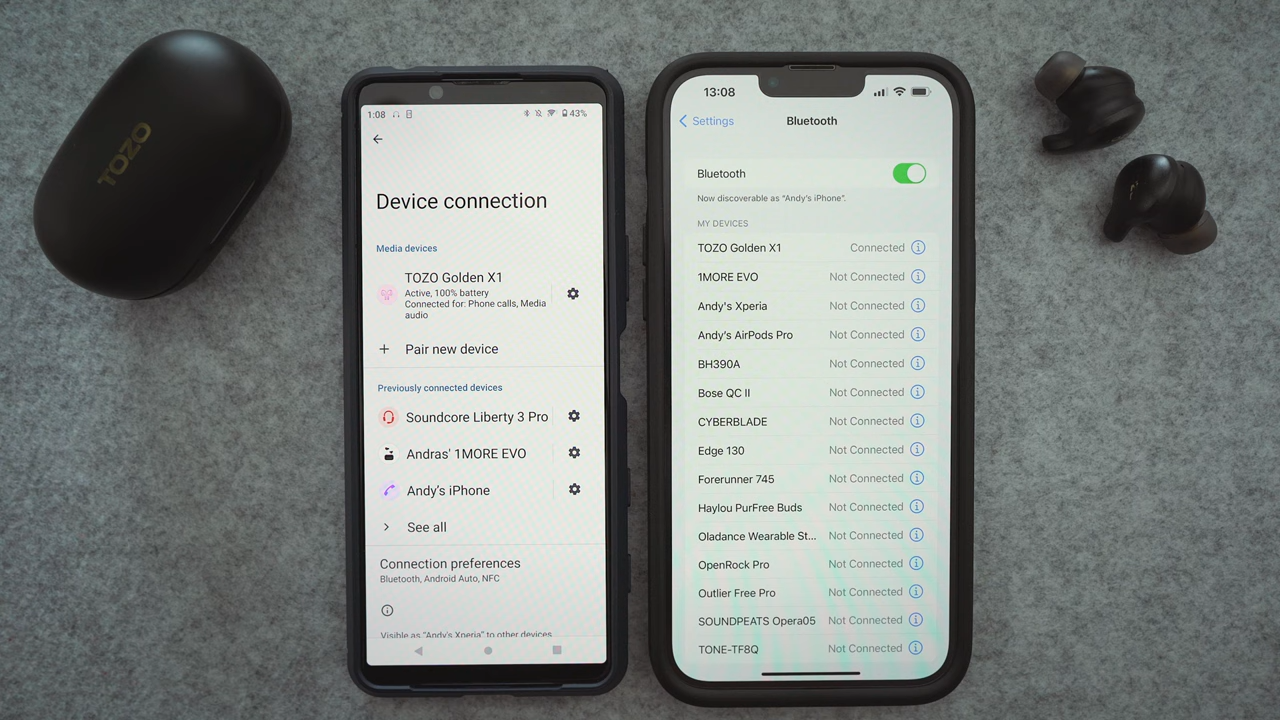 TOZO
1:08
43%
Device connection
Media devices
TOZO Golden X1
Active, 100% battery
Connected for: Phone calls, Media
audio
Pair new device
Previously connected devices
Soundcore Liberty 3 Pro
Andras' 1MORE EVO
Andy's iPhone
See all
Connection preferences
Bluetooth, Android Auto, NFC
Visible as "Andy's Xperia" to other devices
13:08
Settings
Bluetooth
Bluetooth
Now discoverable as "Andy's iPhone".
MY DEVICES
TOZO Golden X1 Connected
1MORE EVO Not Connected
Andy's Xperia Not Connected
Andy's AirPods Pro Not Connected
BH390A Not Connected
Bose QC II Not Connected
CYBERBLADE Not Connected
Edge 130 Not Connected
Forerunner 745 Not Connected
Haylou PurFree Buds Not Connected
Oladance Wearable St... Not Connected
OpenRock Pro Not Connected
Outlier Free Pro Not Connected
SOUNDPEATS Opera05 Not Connected
TONE-TF8Q Not Connected